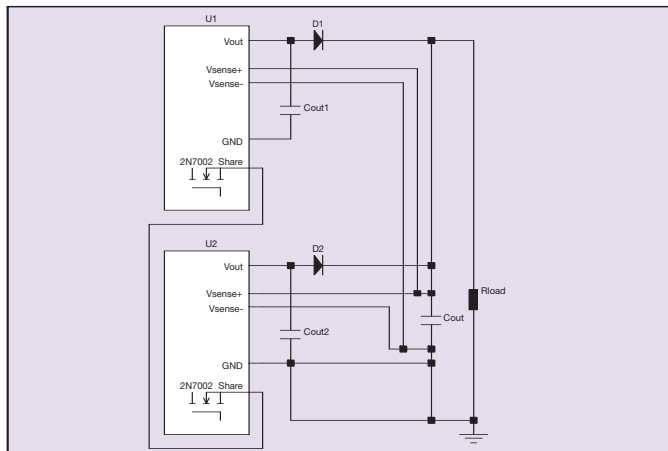 U1
D1
Vout
Vsense+
Vsense-
Cout1
GND
2N7002 Share
U2
D2
Vout
Vsense+
Rload
Vsense-
Cout
Cout2
GND
2N7002 Share